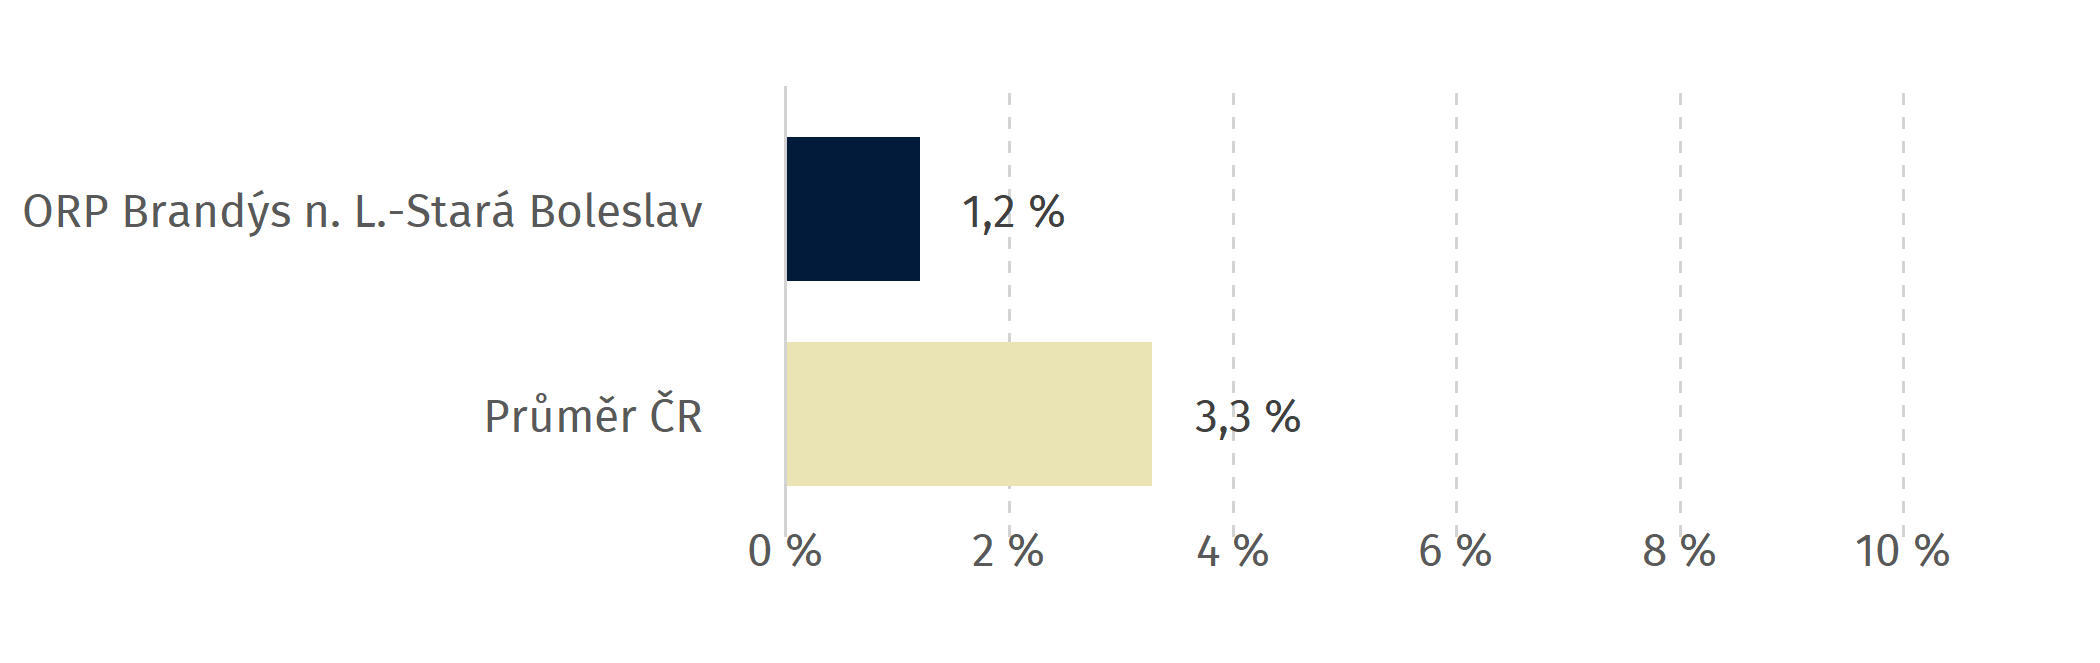 ORP Brandýs n. L.-Stará Boleslav 1,2 %
Průměr ČR 3,3 %
0 % 2 % 4 % 6 % 8 % 10 %